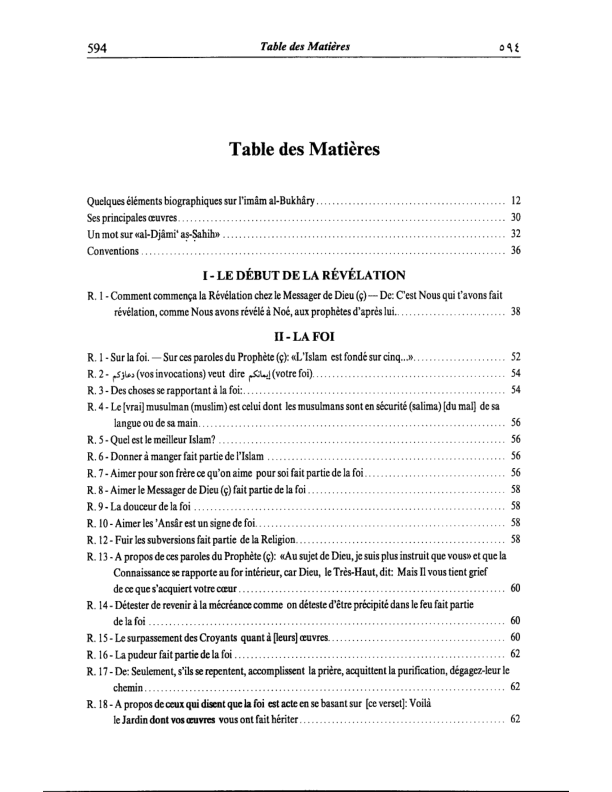 594 Table des Matières ٥٩٤
Table des Matières
Quelques éléments biographiques sur l'imâm al-Bukhâry 12
Ses principales œuvres 30
Un mot sur «al-Djâmi‘ aṣ-Ṣahih» 32
Conventions 36
I - LE DÉBUT DE LA RÉVÉLATION
R. 1 - Comment commença la Révélation chez le Messager de Dieu (ç) — De: C'est Nous qui t'avons fait
révélation, comme Nous avons révélé à Noé, aux prophètes d'après lui. 38
II - LA FOI
R. 1 - Sur la foi. — Sur ces paroles du Prophète (ç): «L'Islam est fondé sur cinq...» 52
R. 2 - دعاؤكم (vos invocations) veut dire إيمانكم (votre foi) 54
R. 3 - Des choses se rapportant à la foi: 54
R. 4 - Le [vrai] musulman (muslim) est celui dont les musulmans sont en sécurité (salima) [du mal] de sa
langue ou de sa main 56
R. 5 - Quel est le meilleur Islam? 56
R. 6 - Donner à manger fait partie de l'Islam 56
R. 7 - Aimer pour son frère ce qu'on aime pour soi fait partie de la foi 56
R. 8 - Aimer le Messager de Dieu (ç) fait partie de la foi 58
R. 9 - La douceur de la foi 58
R. 10 - Aimer les 'Ansâr est un signe de foi 58
R. 12 - Fuir les subversions fait partie de la Religion 58
R. 13 - A propos de ces paroles du Prophète (ç): «Au sujet de Dieu, je suis plus instruit que vous» et que la
Connaissance se rapporte au for intérieur, car Dieu, le Très-Haut, dit: Mais Il vous tient grief
de ce que s'acquiert votre cœur 60
R. 14 - Détester de revenir à la mécréance comme on déteste d'être précipité dans le feu fait partie
de la foi 60
R. 15 - Le surpassement des Croyants quant à [leurs] œuvres 60
R. 16 - La pudeur fait partie de la foi 62
R. 17 - De: Seulement, s'ils se repentent, accomplissent la prière, acquittent la purification, dégagez-leur le
chemin 62
R. 18 - A propos de ceux qui disent que la foi est acte en se basant sur [ce verset]: Voilà
le Jardin dont vos œuvres vous ont fait hériter 62